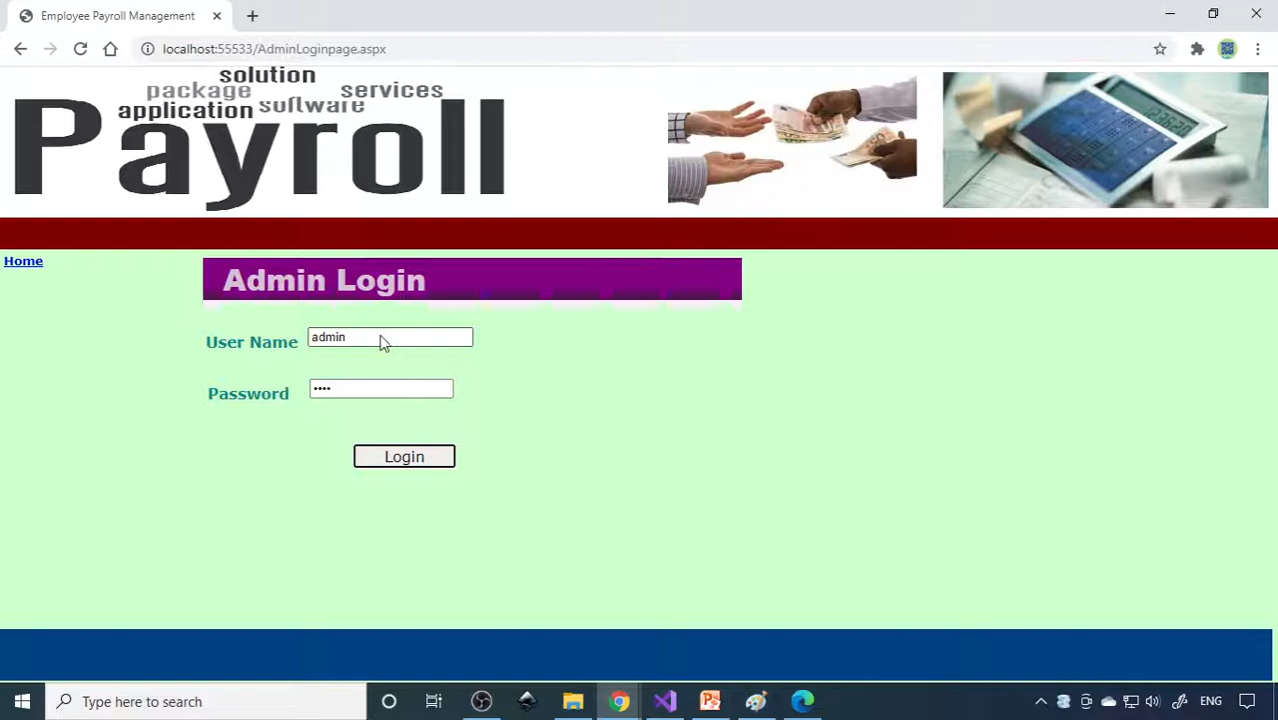 Employee Payroll Management
localhost:55533/AdminLoginpage.aspx
solution
package services
application software
Payroll
Home
Admin Login
User Name admin
Password ••••
Login
Type here to search
ENG